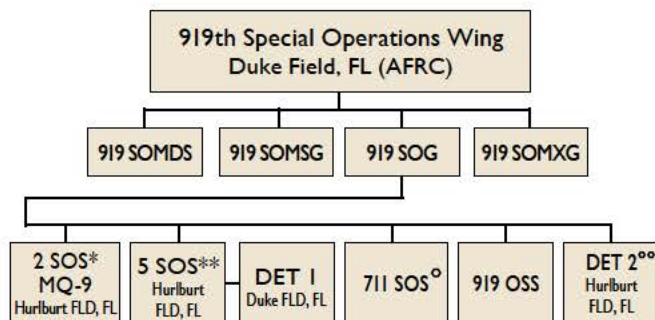 919th Special Operations Wing
Duke Field, FL (AFRC)
919 SOMDS
919 SOMSG
919 SOG
919 SOMXG
2 SOS*
MQ-9
Hurlburt FLD, FL
5 SOS**
Hurlburt
FLD, FL
DET 1
Duke FLD, FL
711 SOS°
919 OSS
DET 2°°
Hurlburt
FLD, FL